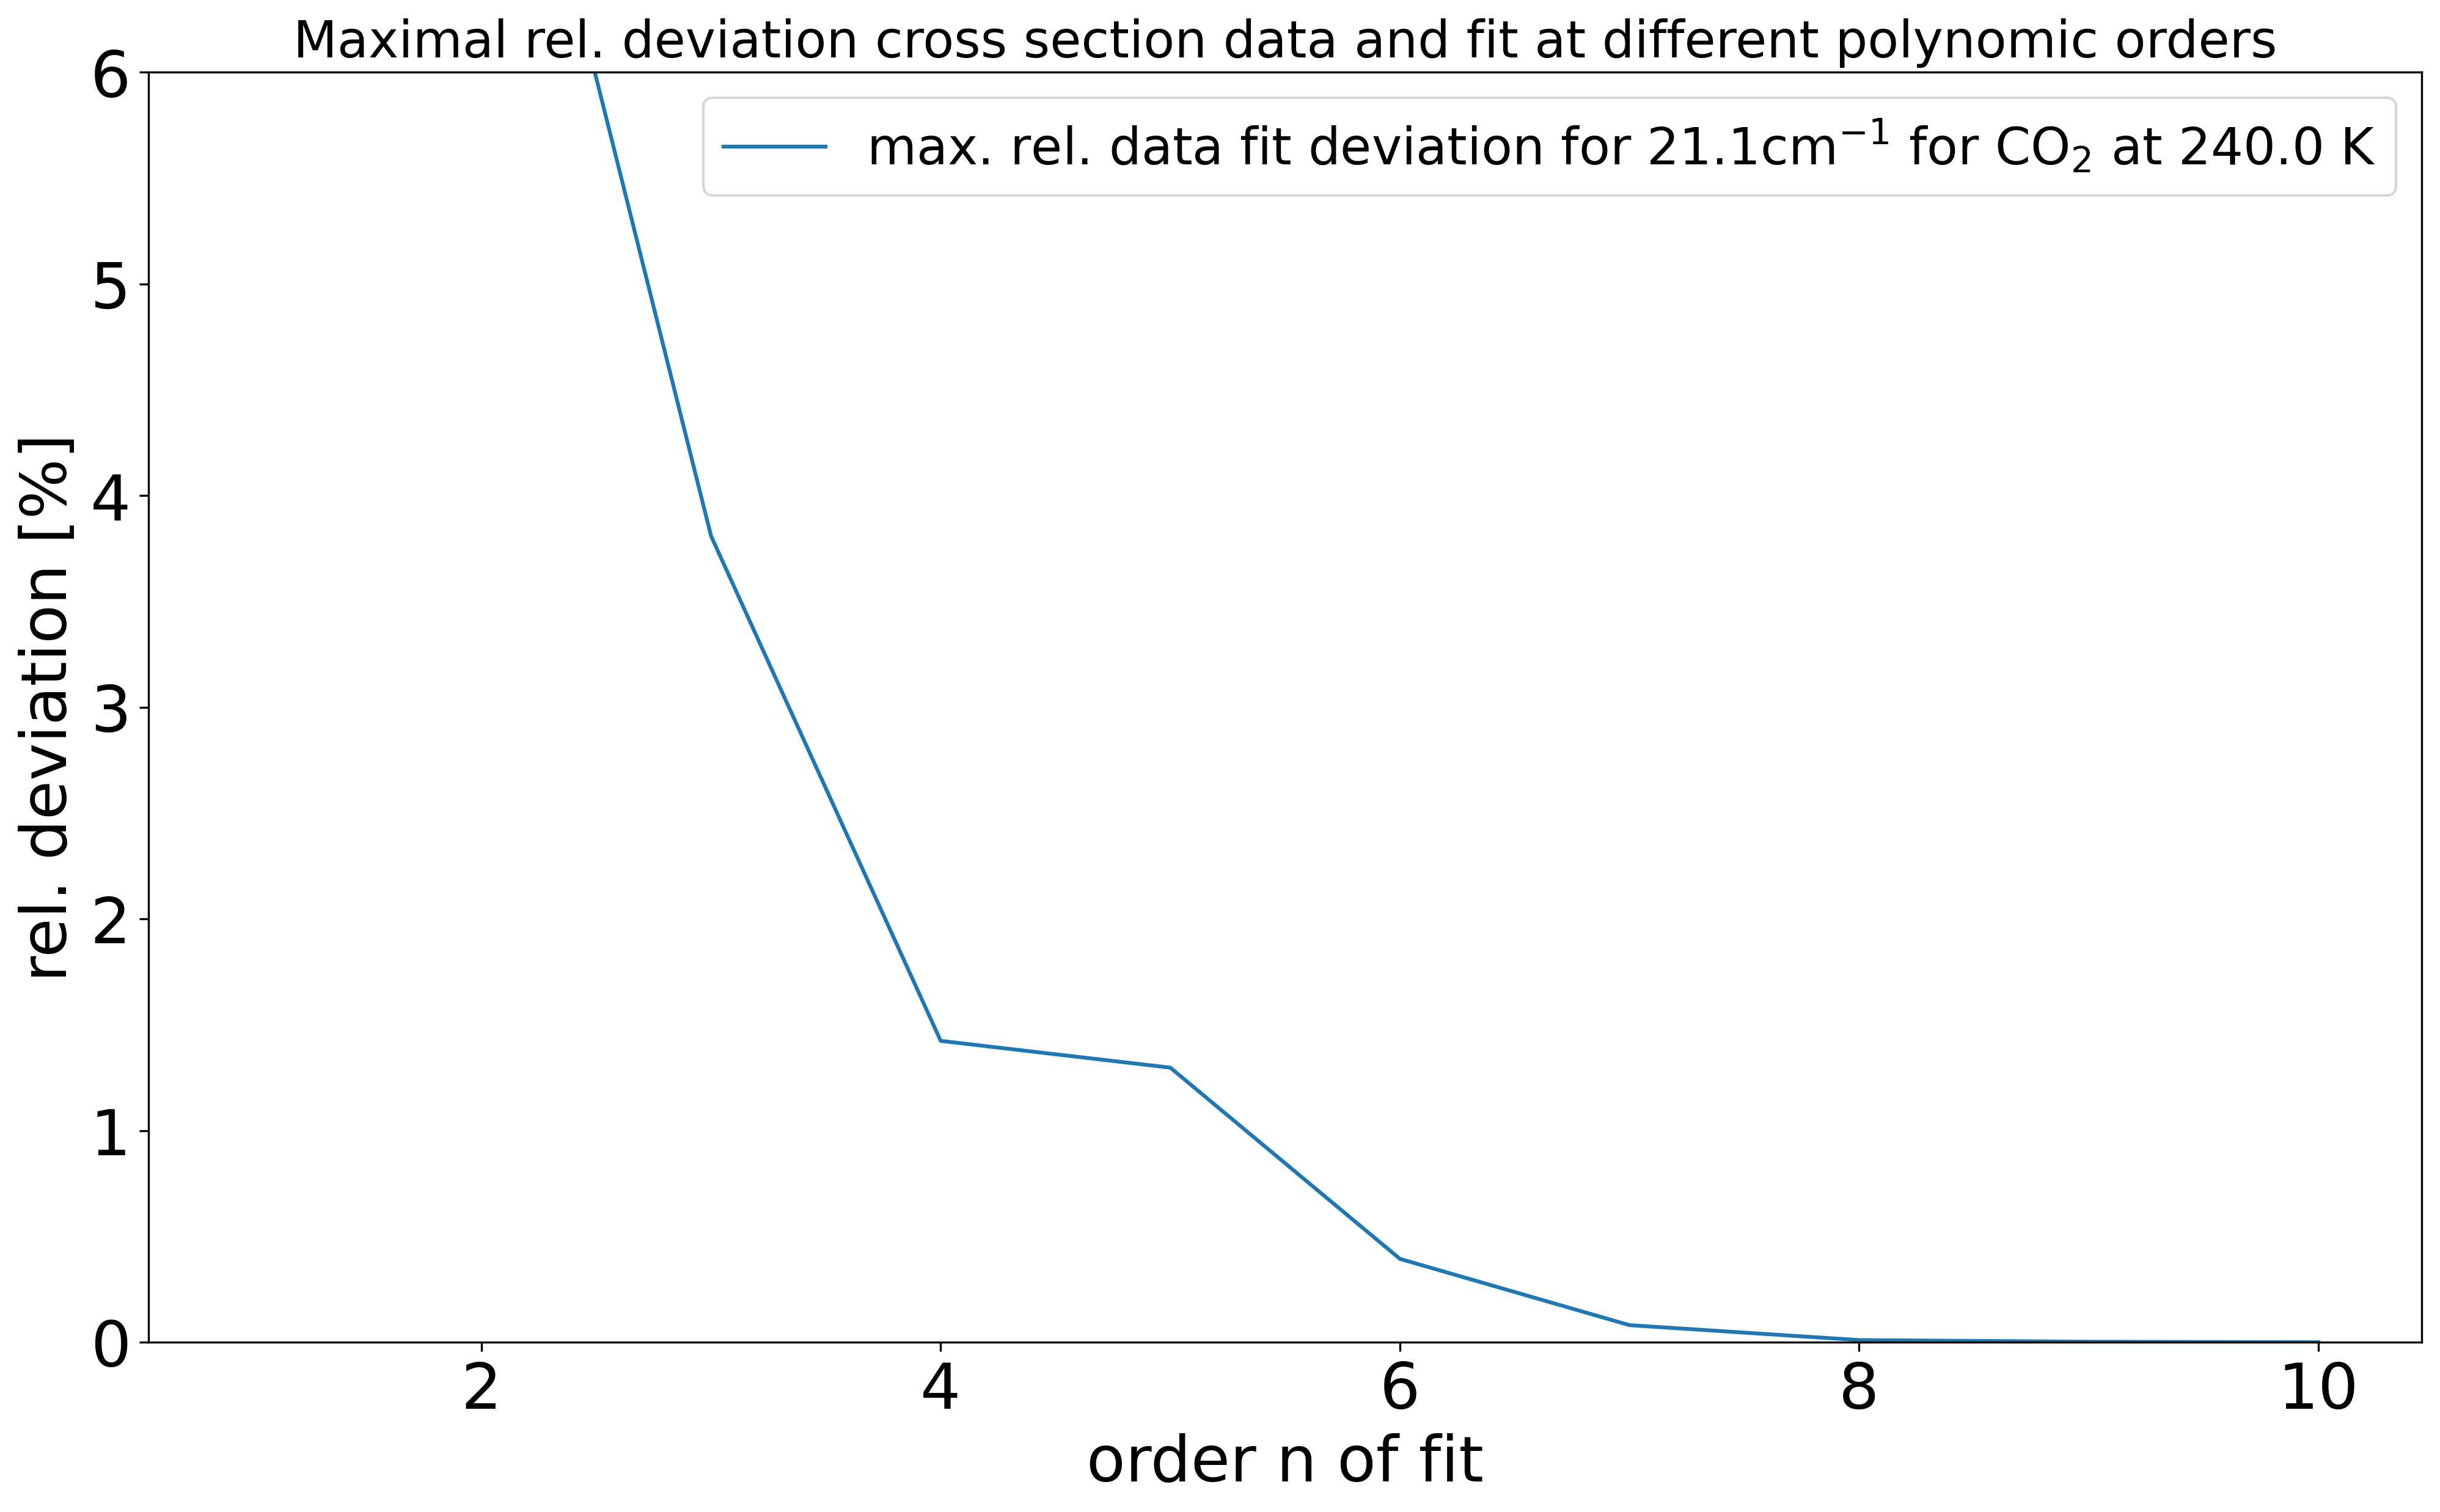 Maximal rel. deviation cross section data and fit at different polynomic orders
max. rel. data fit deviation for 21.1cm⁻¹ for CO₂ at 240.0 K
rel. deviation [%]
6
5
4
3
2
1
0
2 4 6 8 10
order n of fit